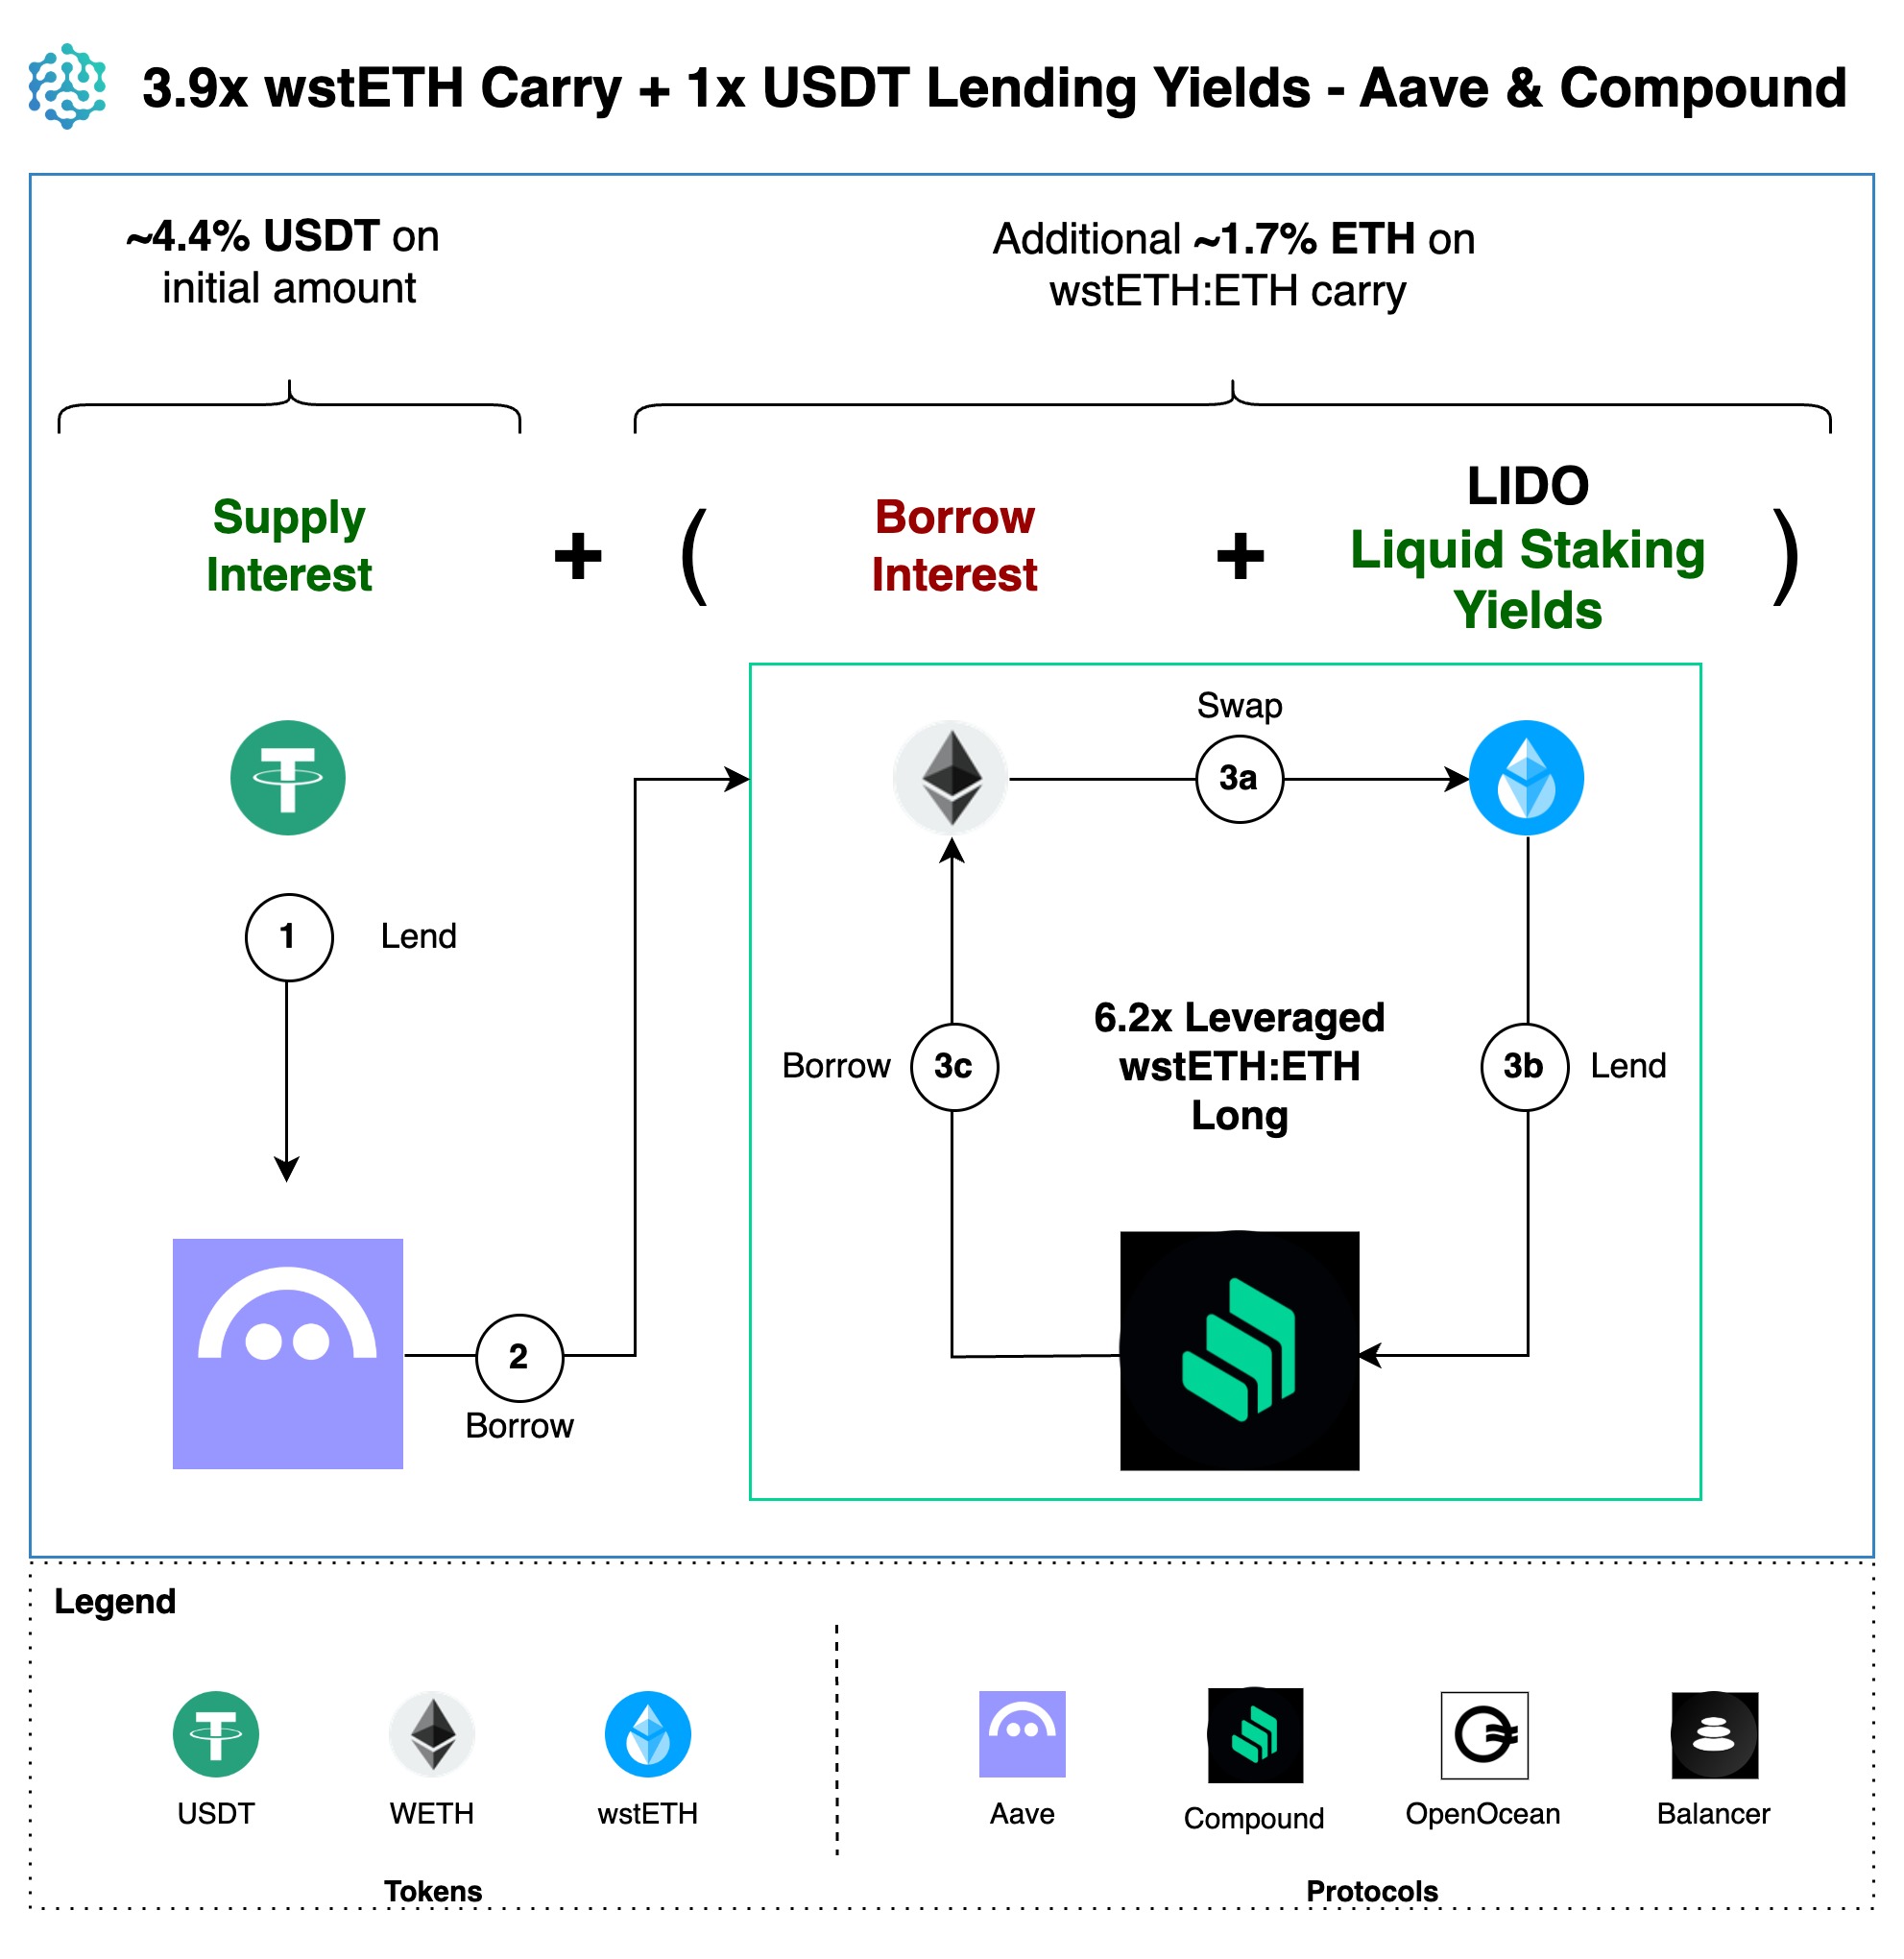 3.9x wstETH Carry + 1x USDT Lending Yields - Aave & Compound
~4.4% USDT on
initial amount
Additional ~1.7% ETH on
wstETH:ETH carry
Supply
Interest
+
(
Borrow
Interest
+
LIDO
Liquid Staking
Yields
)
Swap
3a
1
Lend
6.2x Leveraged
wstETH:ETH
Long
Borrow
3c
3b
Lend
2
Borrow
Legend
USDT
WETH
wstETH
Aave
Compound
OpenOcean
Balancer
Tokens
Protocols